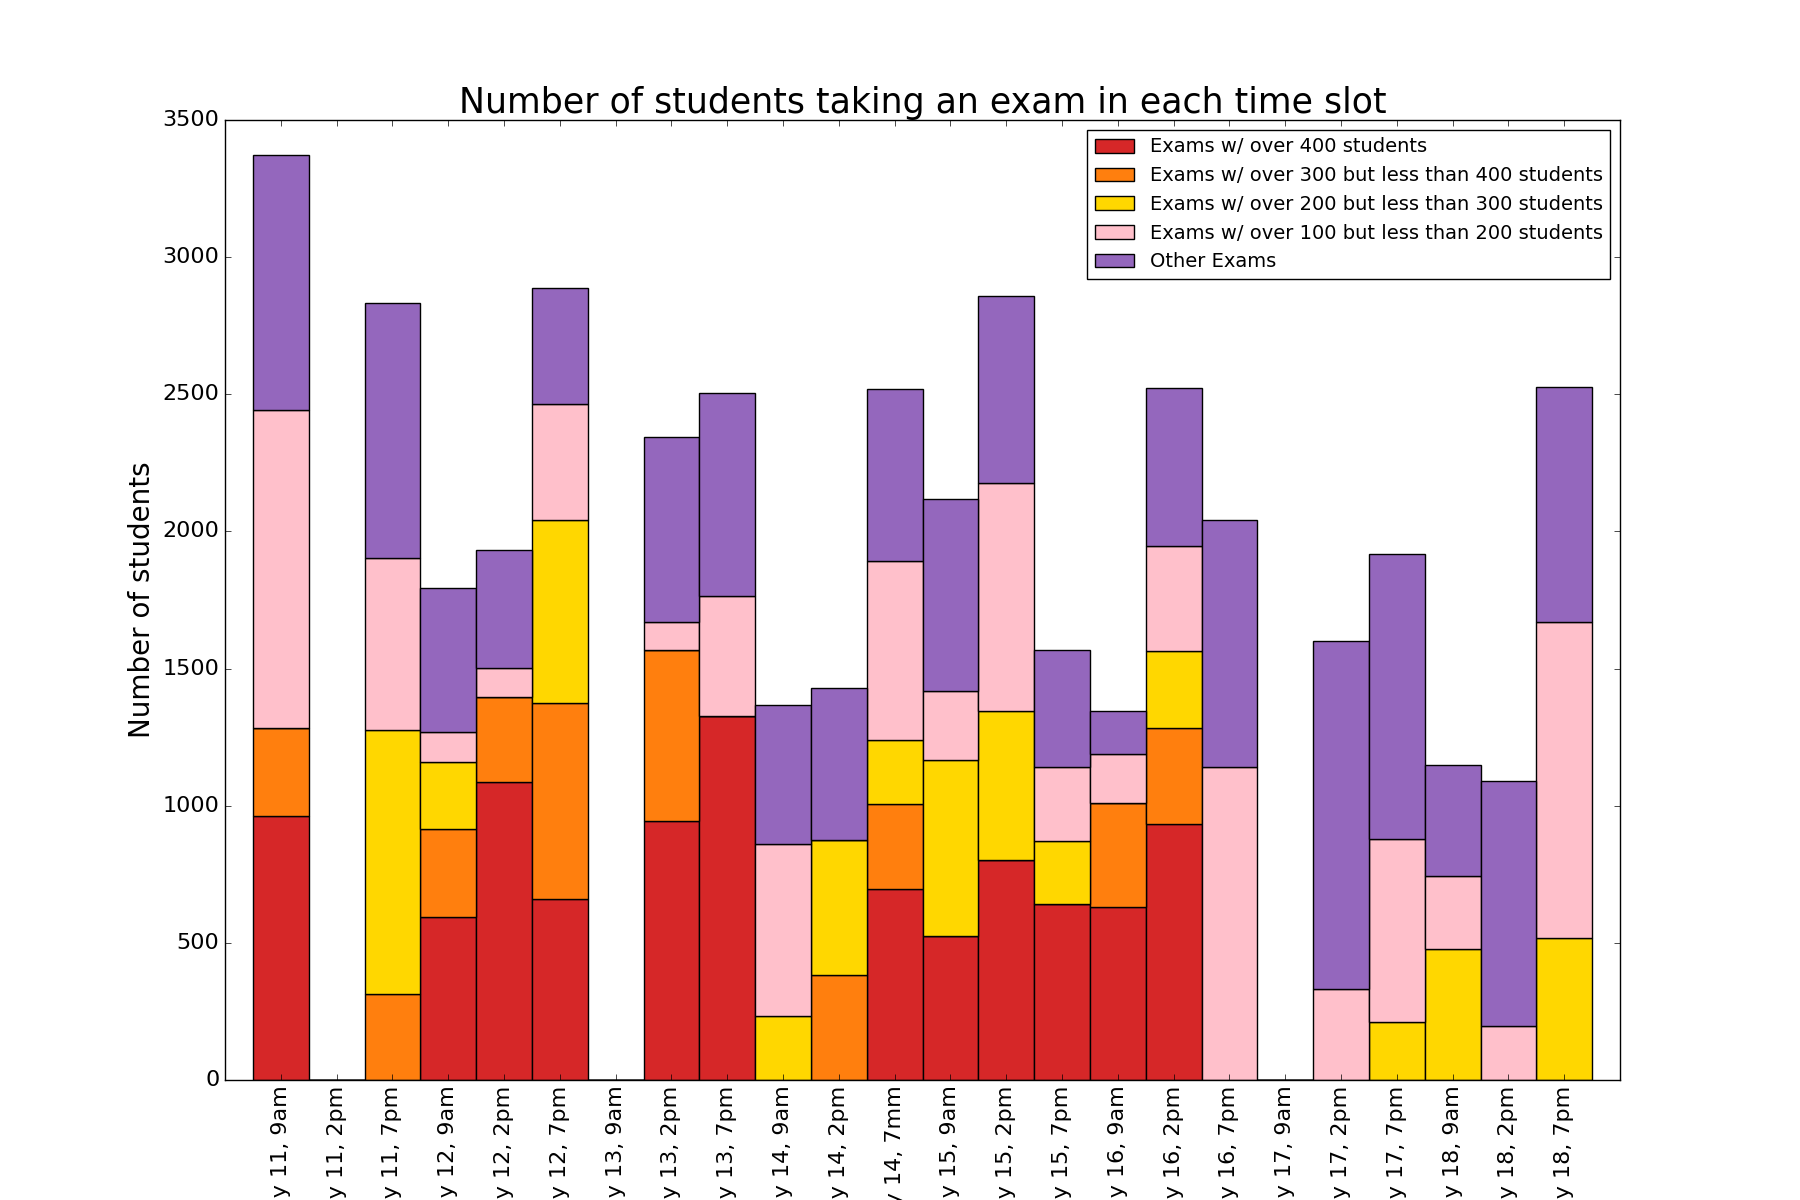 Number of students taking an exam in each time slot
Exams w/ over 400 students
Exams w/ over 300 but less than 400 students
Exams w/ over 200 but less than 300 students
Exams w/ over 100 but less than 200 students
Other Exams
Number of students
3500
3000
2500
2000
1500
1000
500
0
y 11, 9am
y 11, 2pm
y 11, 7pm
y 12, 9am
y 12, 2pm
y 12, 7pm
y 13, 9am
y 13, 2pm
y 13, 7pm
y 14, 9am
y 14, 2pm
y 14, 7mm
y 15, 9am
y 15, 2pm
y 15, 7pm
y 16, 9am
y 16, 2pm
y 16, 7pm
y 17, 9am
y 17, 2pm
y 17, 7pm
y 18, 9am
y 18, 2pm
y 18, 7pm